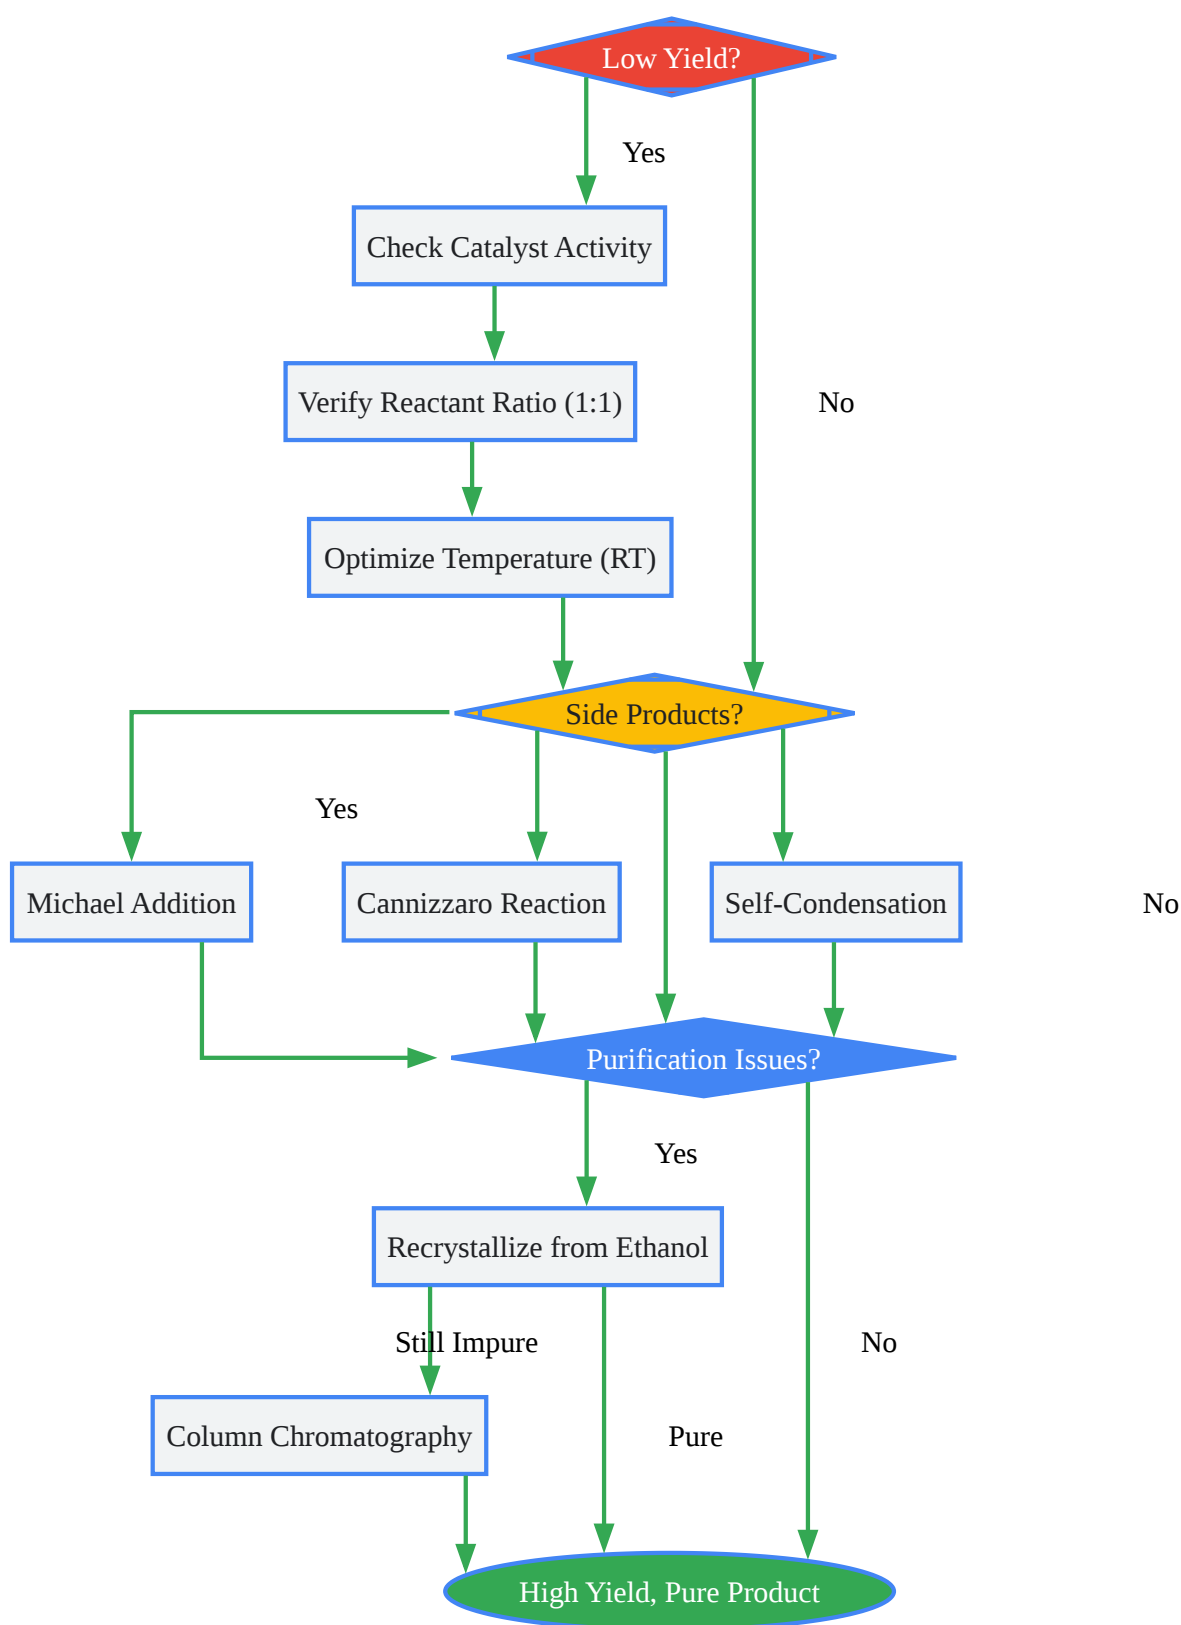 Low Yield?
Yes
Check Catalyst Activity
Verify Reactant Ratio (1:1)
No
Optimize Temperature (RT)
Side Products?
Yes
Michael Addition
Cannizzaro Reaction
Self-Condensation
No
Purification Issues?
Yes
Recrystallize from Ethanol
Still Impure
No
Column Chromatography
Pure
High Yield, Pure Product